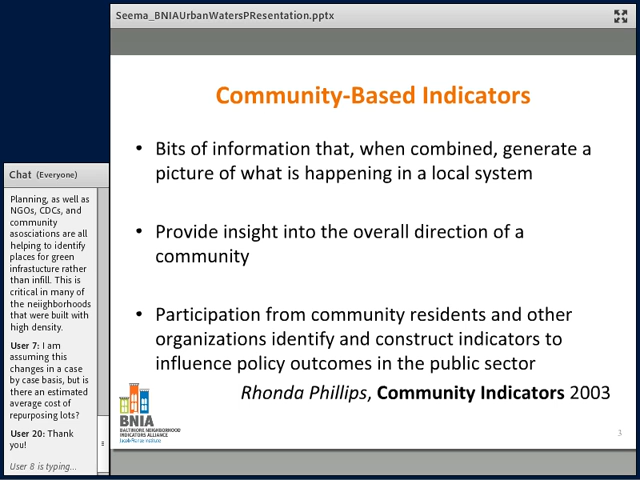 Seema_BNIAUrbanWatersPResentation.pptx
Community-Based Indicators
• Bits of information that, when combined, generate a
picture of what is happening in a local system
• Provide insight into the overall direction of a
community
• Participation from community residents and other
organizations identify and construct indicators to
influence policy outcomes in the public sector
Rhonda Phillips, Community Indicators 2003
BNIA
BALTIMORE NEIGHBORHOOD
INDICATORS ALLIANCE
3
Chat (Everyone)
Planning, as well as
NGOs, CDCs, and
community
asosciations are all
helping to identify
places for green
infrastucture rather
than infill. This is
critical in many of
the neiighborhoods
that were built with
high density.
User 7: I am
assuming this
changes in a case
by case basis, but is
there an estimated
average cost of
repurposing lots?
User 20: Thank
you!
User 8 is typing...